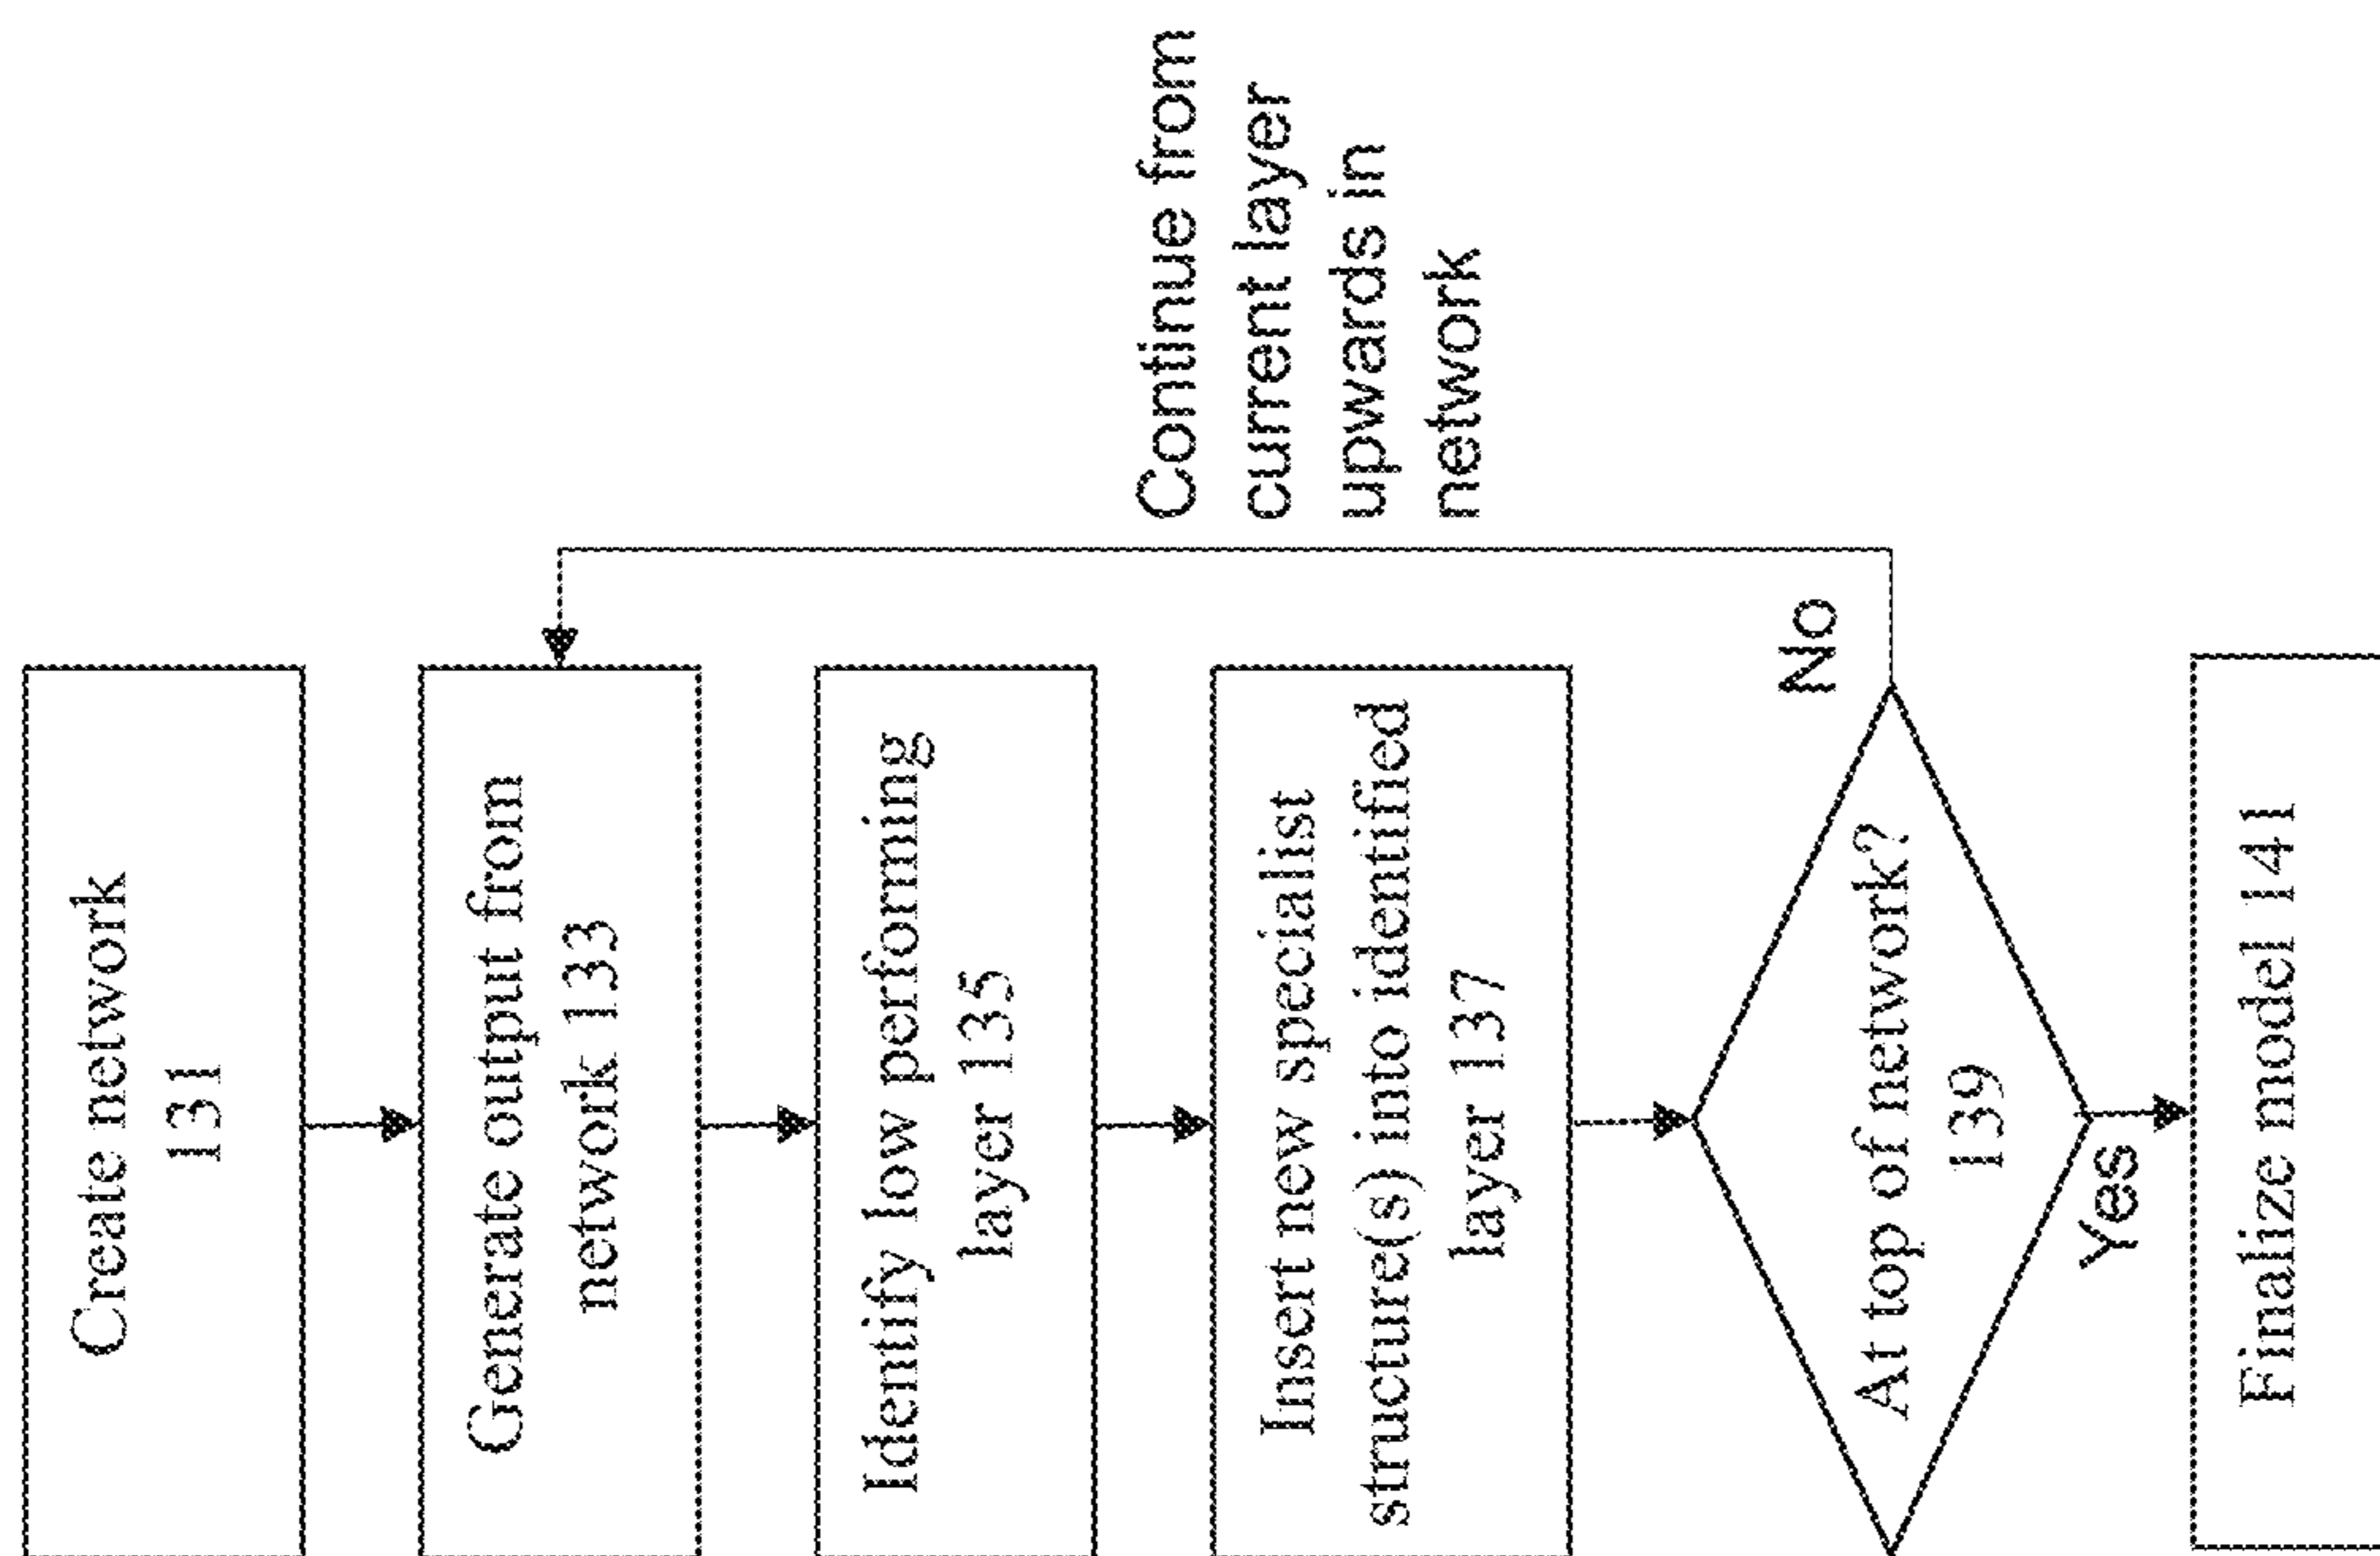 Create network
131
Generate output from
network 133
Identify low performing
layer 135
Insert new specialist
structure(s) into identified
layer 137
At top of network?
139
No
Continue from
current layer
upwards in
network
Yes
Finalize model 141